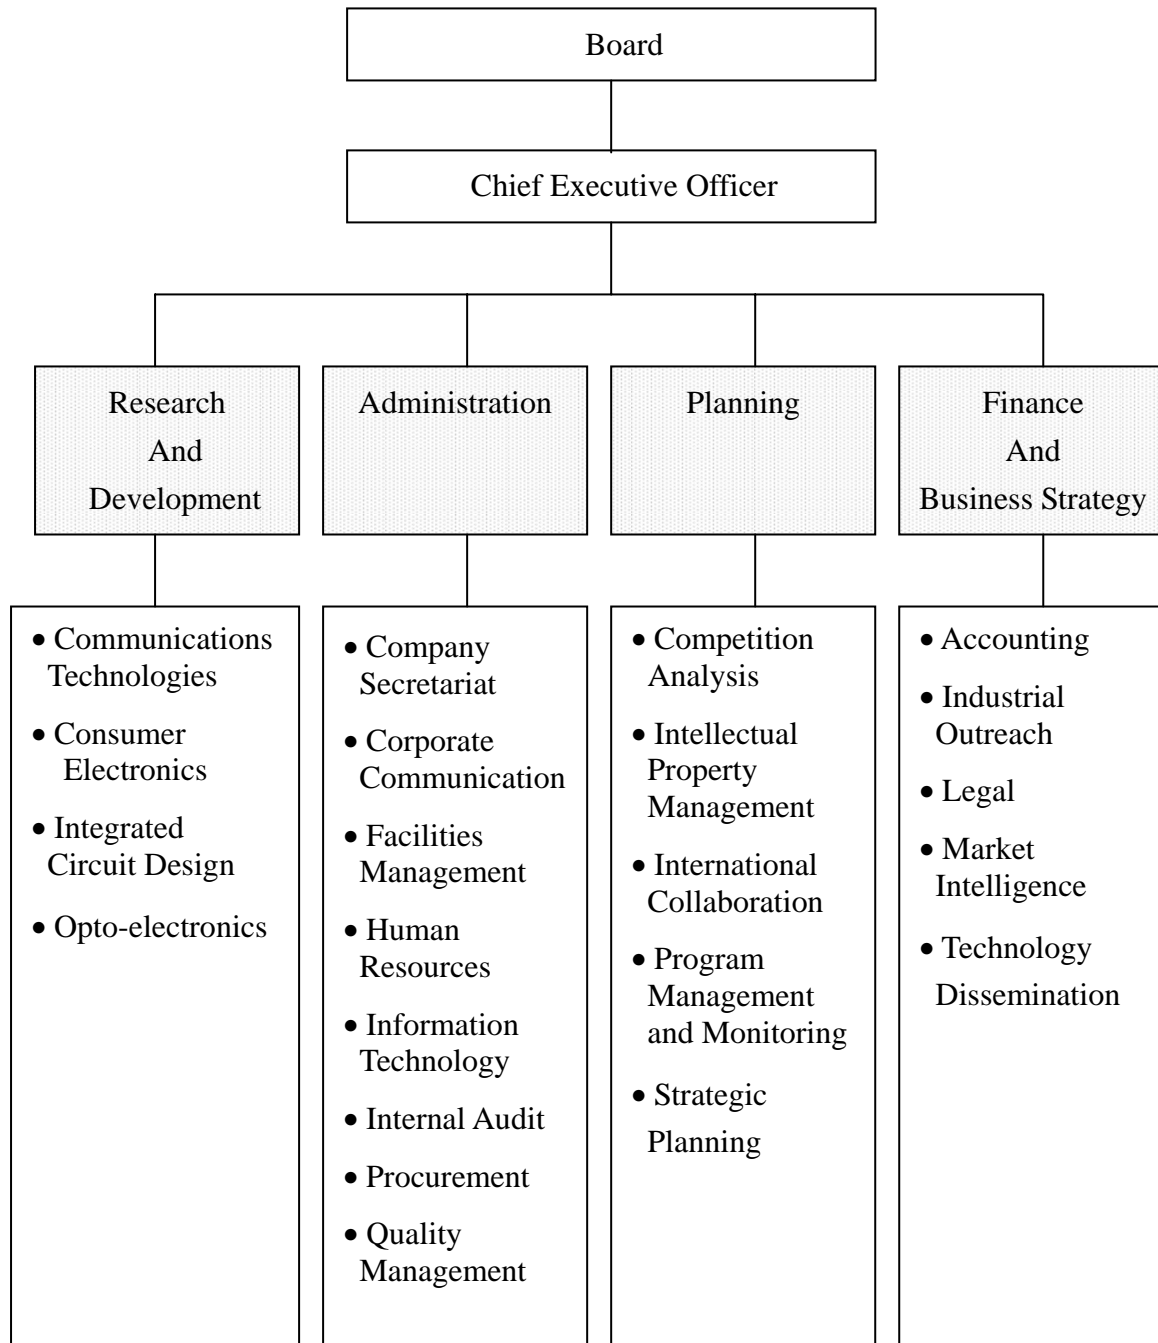 Board
Chief Executive Officer
Research
And
Development
Administration
Planning
Finance
And
Business Strategy
• Communications
Technologies
• Consumer
Electronics
• Integrated
Circuit Design
• Opto-electronics
• Company
Secretariat
• Corporate
Communication
• Facilities
Management
• Human
Resources
• Information
Technology
• Internal Audit
• Procurement
• Quality
Management
• Competition
Analysis
• Intellectual
Property
Management
• International
Collaboration
• Program
Management
and Monitoring
• Strategic
Planning
• Accounting
• Industrial
Outreach
• Legal
• Market
Intelligence
• Technology
Dissemination